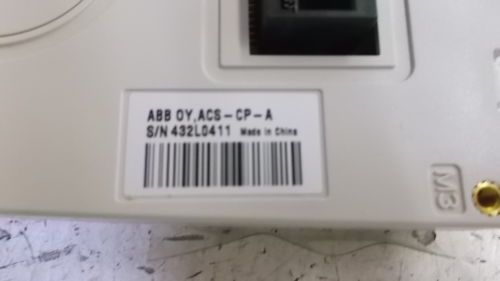 ABB OY,ACS-CP-A
S/N 432L0411 Made in China
M3